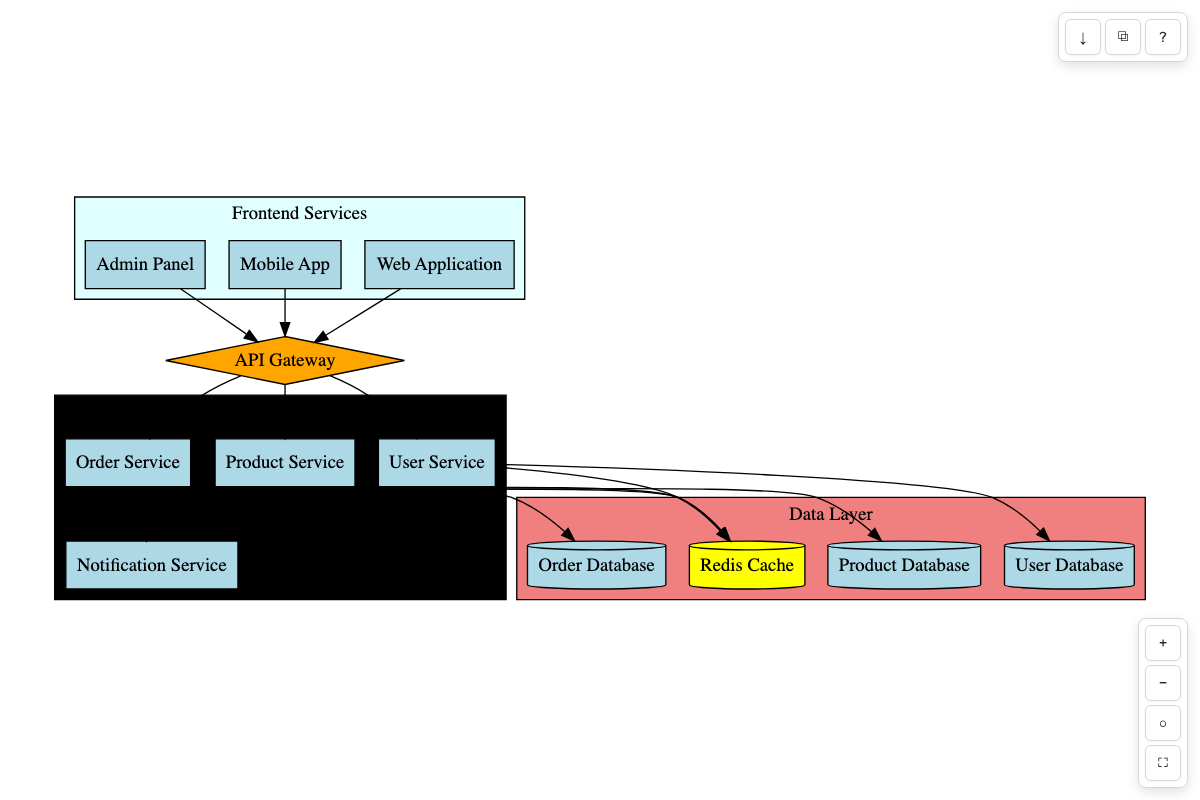 ?
Frontend Services
Admin Panel
Mobile App
Web Application
API Gateway
Order Service
Product Service
User Service
Data Layer
Notification Service
Order Database
Redis Cache
Product Database
User Database
+
−